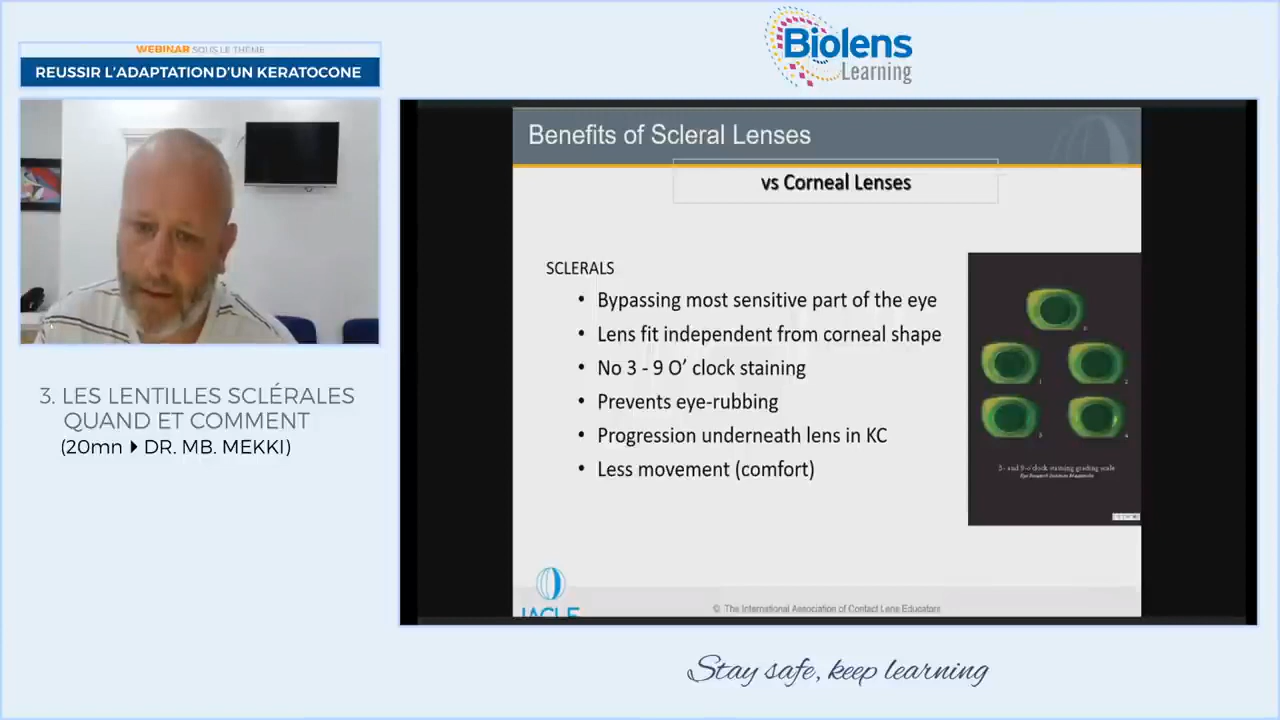 WEBINAR SOUS LE THEME
REUSSIR L'ADAPTATION D'UN KERATOCONE
Biolens
Learning
3. LES LENTILLES SCLÉRALES
QUAND ET COMMENT
(20mn DR. MB. MEKKI)
Benefits of Scleral Lenses
vs Corneal Lenses
SCLERALS
• Bypassing most sensitive part of the eye
• Lens fit independent from corneal shape
• No 3 - 9 O' clock staining
• Prevents eye-rubbing
• Progression underneath lens in KC
• Less movement (comfort)
3- and 9-o'clock staining grading scale
IACLE
© The International Association of Contact Lens Educators
Stay safe, keep learning